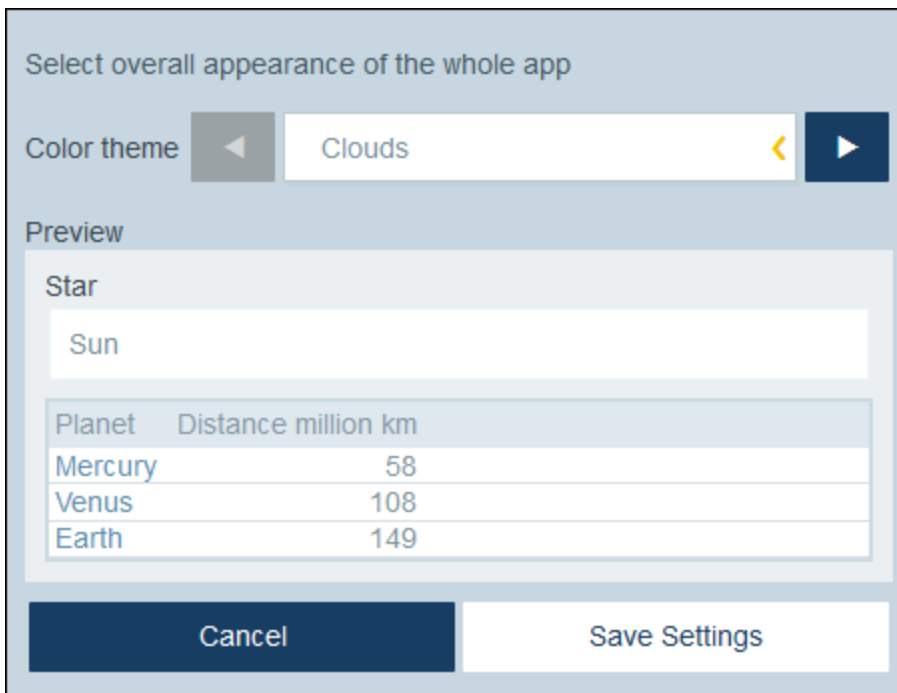 Select overall appearance of the whole app
Color theme Clouds
Preview
Star
Sun
Planet Distance million km
Mercury 58
Venus 108
Earth 149
Cancel Save Settings